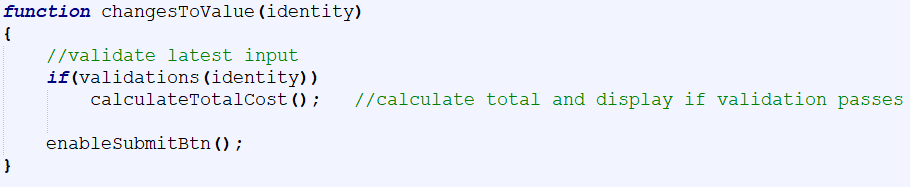 function changesToValue(identity)
{
//validate latest input
if(validations(identity))
calculateTotalCost(); //calculate total and display if validation passes
enableSubmitBtn();
}